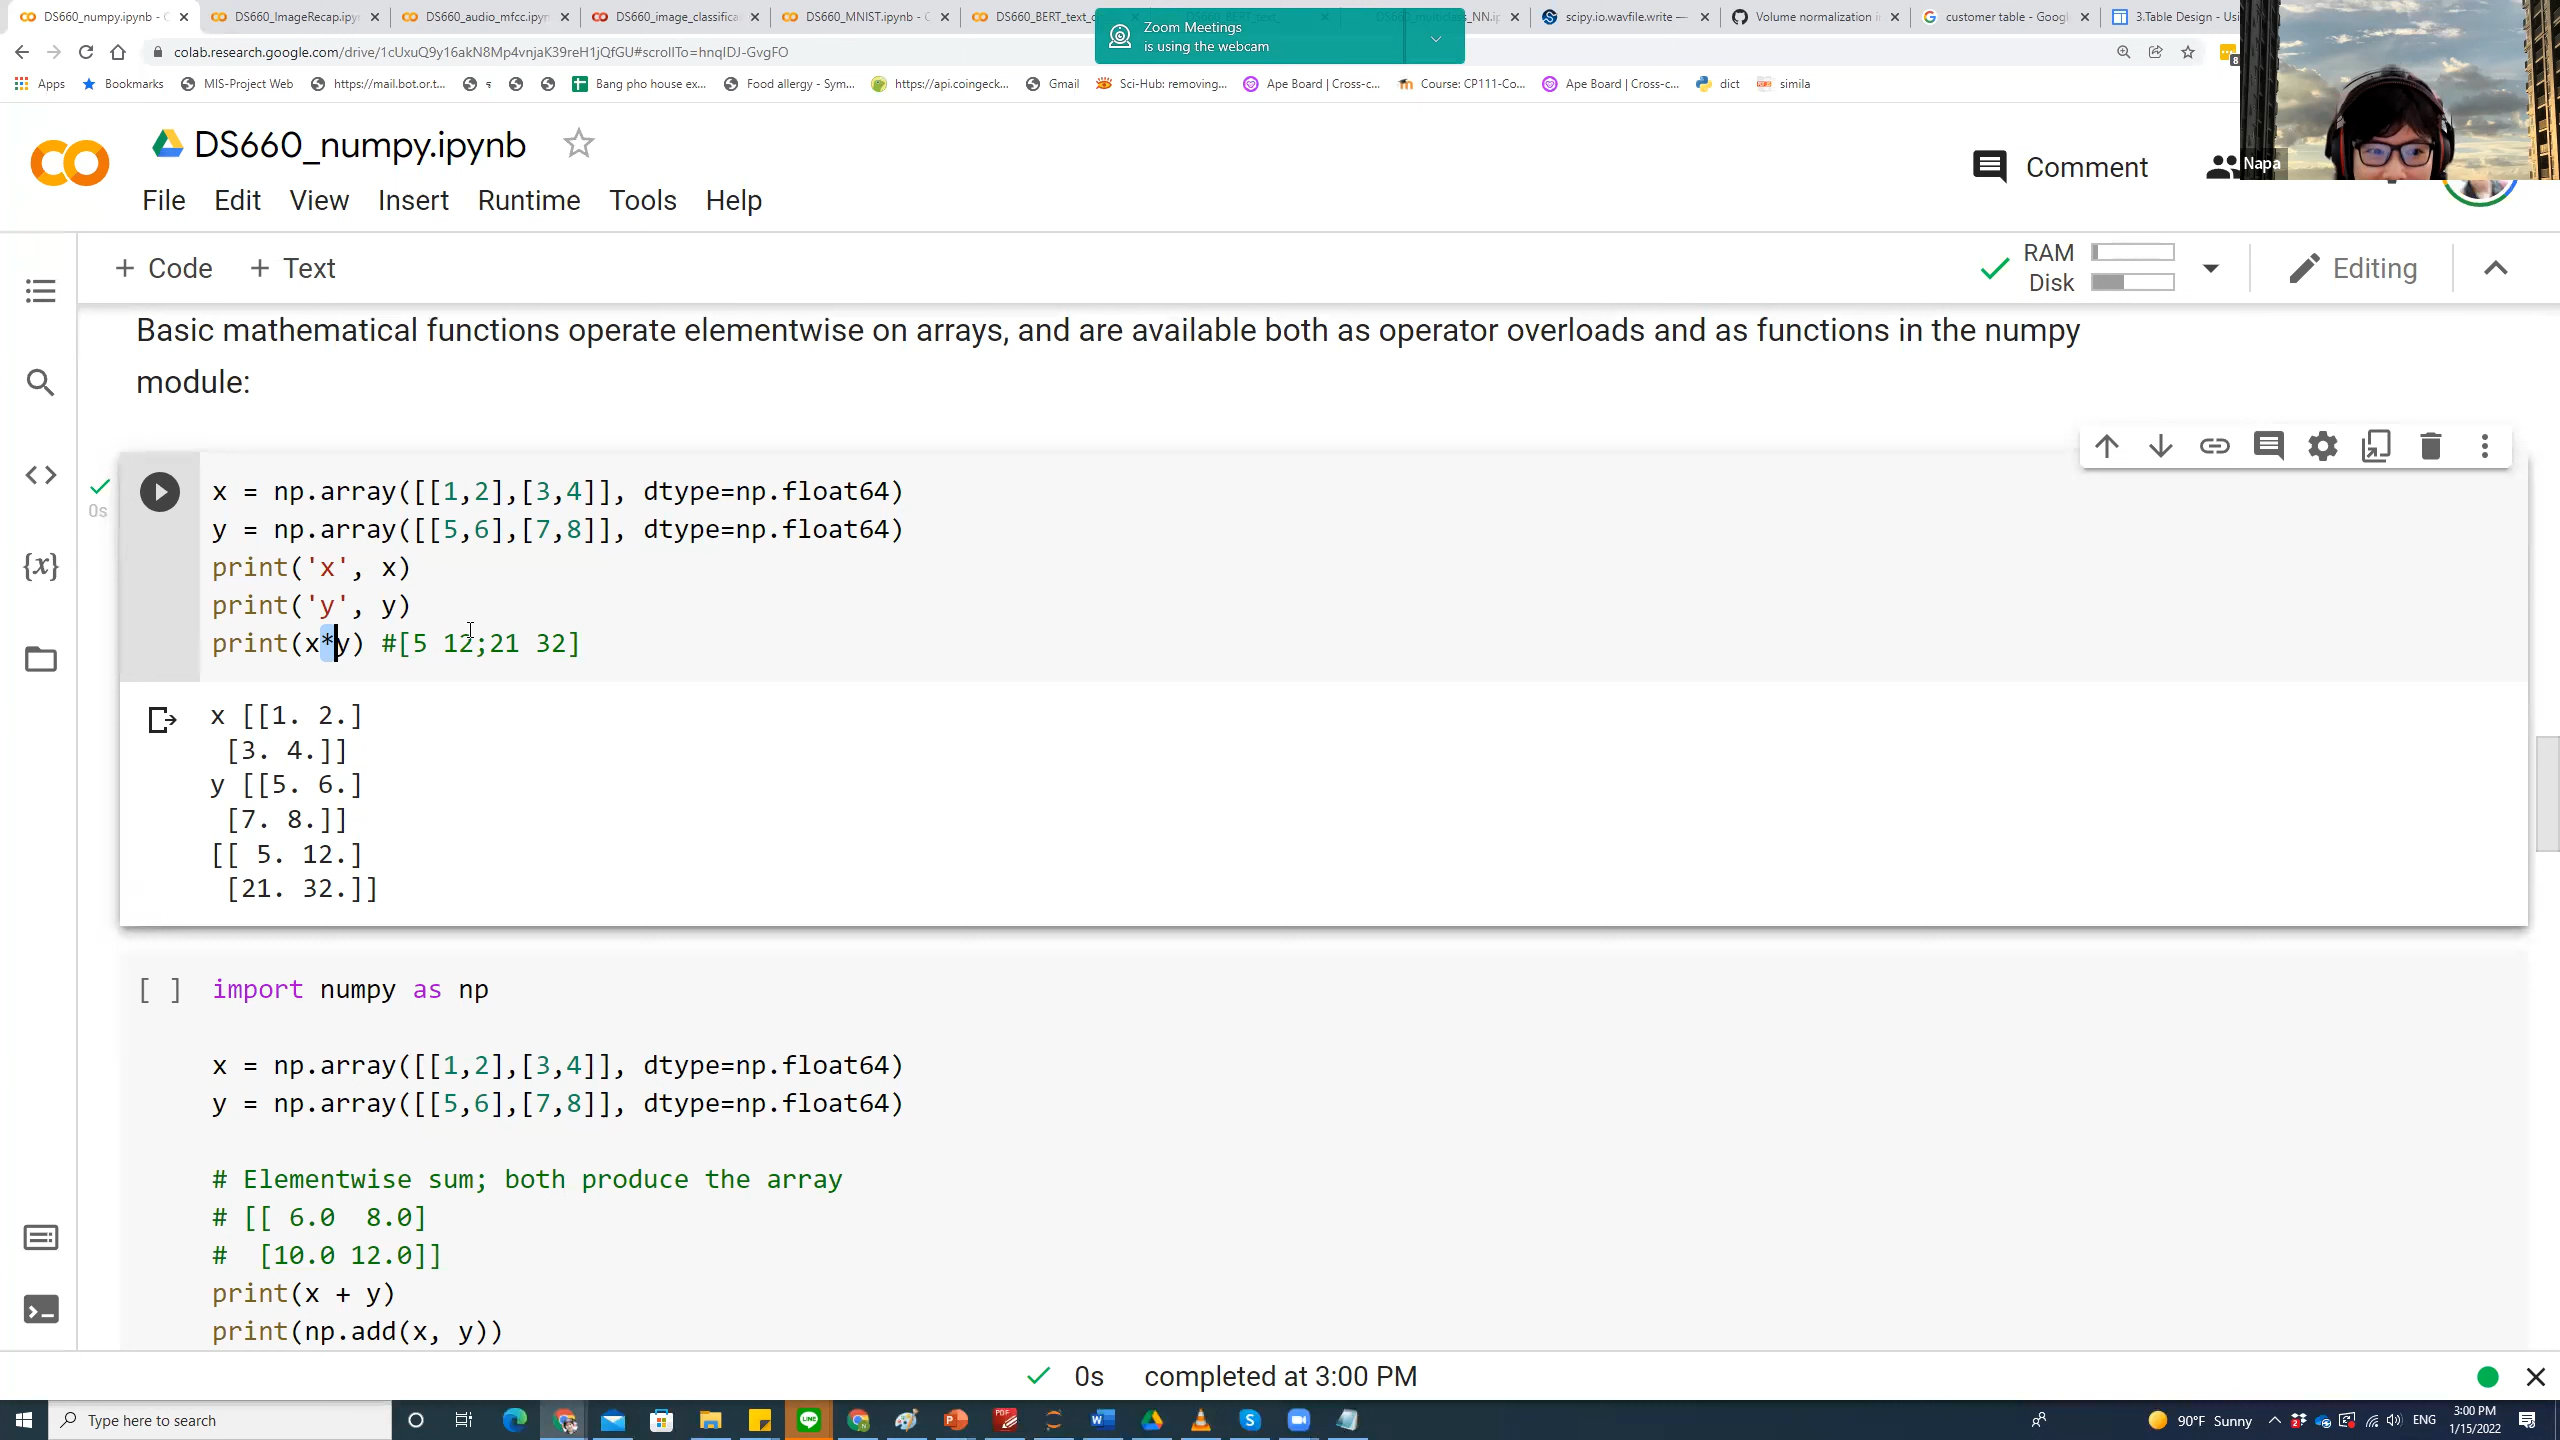 DS660_numpy.ipynb - C
DS660_ImageRecap.ipyn
DS660_audio_mfcc.ipyn
DS660_image_classifica
DS660_MNIST.ipynb - C
DS660_BERT_text_c
scipy.io.wavfile.write —
Volume normalization i
customer table - Googl
3.Table Design - Usi
Zoom Meetings
is using the webcam
colab.research.google.com/drive/1cUxuQ9y16akN8Mp4vnjaK39reH1jQfGU#scrollTo=hnqIDJ-GvgFO
8
Apps
Bookmarks
MIS-Project Web
https://mail.bot.or.t...
Bang pho house ex...
Food allergy - Sym...
https://api.coingeck...
Gmail
Sci-Hub: removing...
Ape Board | Cross-c...
Course: CP111-Co...
Ape Board | Cross-c...
dict
simila
Napa
DS660_numpy.ipynb
Comment
File Edit View Insert Runtime Tools Help
+ Code + Text
RAM
Disk
Editing
Basic mathematical functions operate elementwise on arrays, and are available both as operator overloads and as functions in the numpy
module:
0s
x = np.array([[1,2],[3,4]], dtype=np.float64)
y = np.array([[5,6],[7,8]], dtype=np.float64)
print('x', x)
print('y', y)
print(x*y) #[5 12;21 32]
{x}
x [[1. 2.]
[3. 4.]]
y [[5. 6.]
[7. 8.]]
[[ 5. 12.]
[21. 32.]]
[ ] import numpy as np
x = np.array([[1,2],[3,4]], dtype=np.float64)
y = np.array([[5,6],[7,8]], dtype=np.float64)
# Elementwise sum; both produce the array
# [[ 6.0  8.0]
#  [10.0 12.0]]
print(x + y)
print(np.add(x, y))
0s completed at 3:00 PM
Type here to search
90°F Sunny
ENG
3:00 PM
1/15/2022